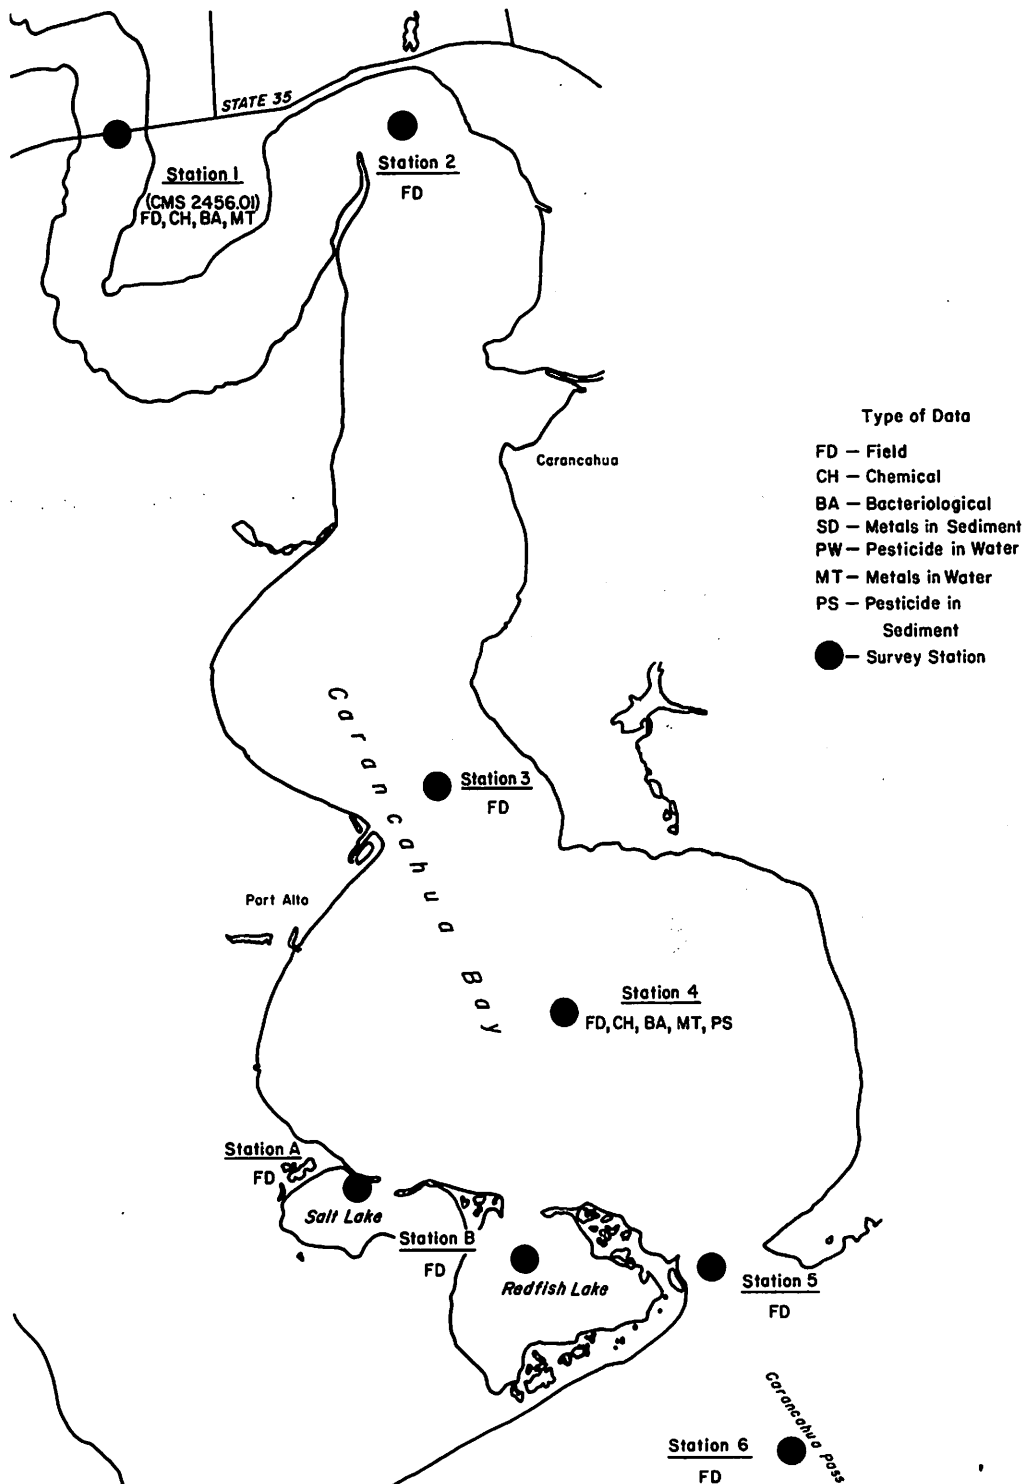 STATE 35
Station 1
(CMS 2456.01)
FD, CH, BA, MT
Station 2
FD
Carancahua
Type of Data
FD – Field
CH – Chemical
BA – Bacteriological
SD – Metals in Sediment
PW – Pesticide in Water
MT – Metals in Water
PS – Pesticide in
Sediment
– Survey Station
Carancahua Bay
Station 3
FD
Port Alto
Station 4
FD, CH, BA, MT, PS
Station A
FD
Salt Lake
Station B
FD
Redfish Lake
Station 5
FD
Carancahua Pass
Station 6
FD